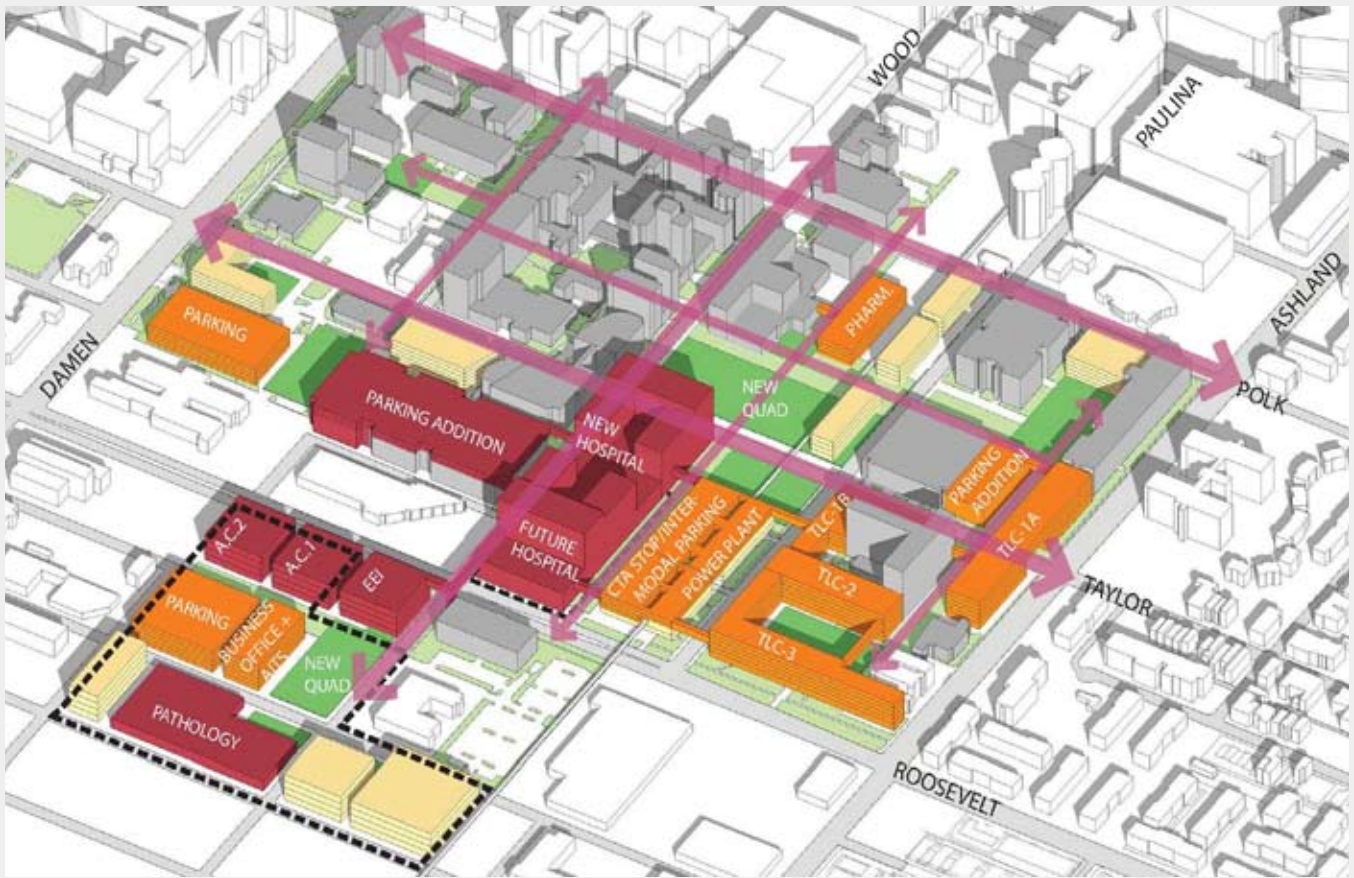 WOOD
PAULINA
ASHLAND
POLK
DAMEN
PARKING
PHARM.
NEW
QUAD
PARKING ADDITION
NEW
HOSPITAL
PARKING
ADDITION
TLC-1A
TLC-1B
FUTURE
HOSPITAL
CTA STOP/INTER-
MODAL PARKING
POWER PLANT
TLC-2
TLC-3
TAYLOR
A.C.2
A.C.1
EEI
PARKING
BUSINESS
OFFICE +
AITS
NEW
QUAD
PATHOLOGY
ROOSEVELT